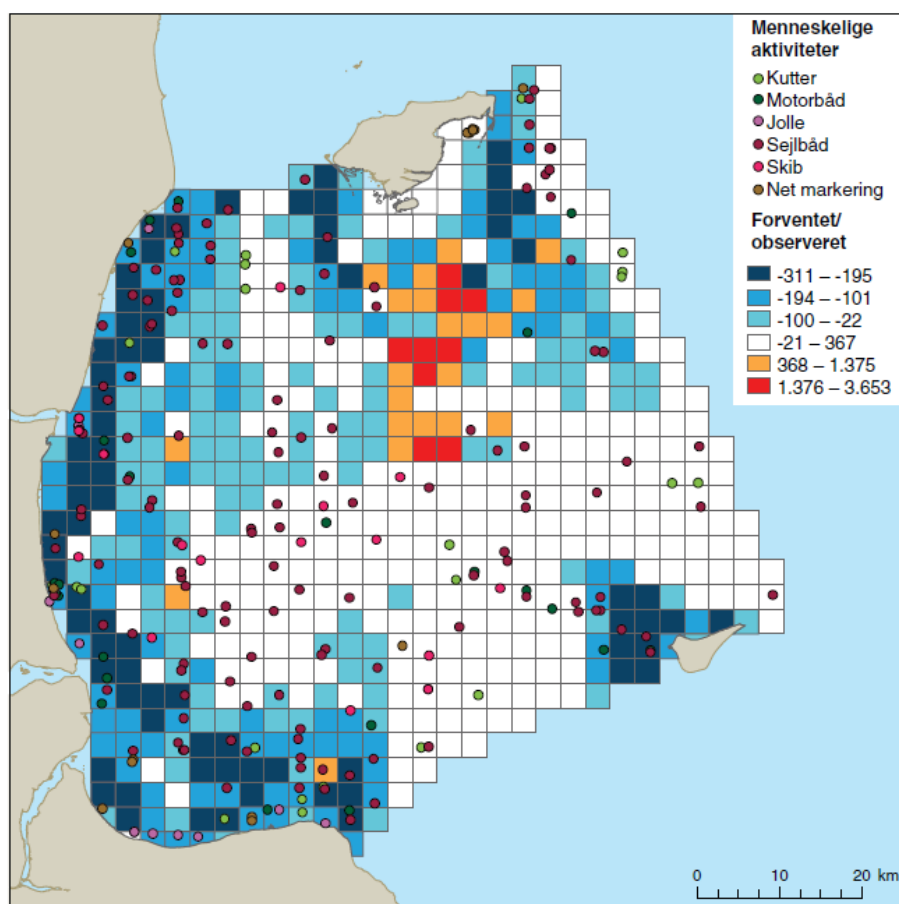 Menneskelige
aktiviteter
Kutter
Motorbåd
Jolle
Sejlbåd
Skib
Net markering
Forventet/
observeret
-311 – -195
-194 – -101
-100 – -22
-21 – 367
368 – 1.375
1.376 – 3.653
0 10 20 km